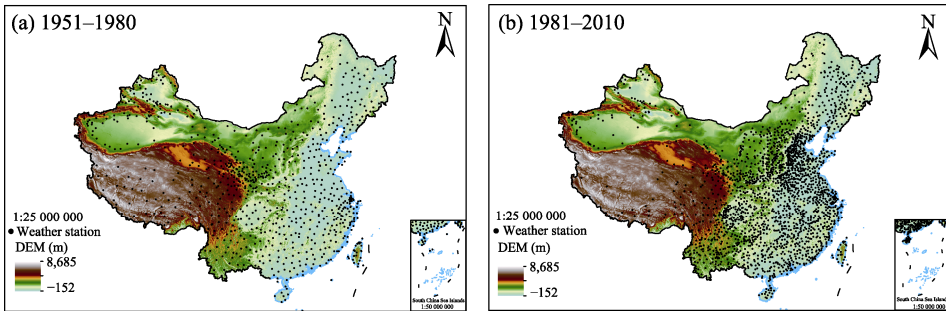 (a) 1951–1980
N
1:25 000 000
Weather station
DEM (m)
8,685
−152
South China Sea Islands
1:50 000 000
(b) 1981–2010
N
1:25 000 000
Weather station
DEM (m)
8,685
−152
South China Sea Islands
1:50 000 000